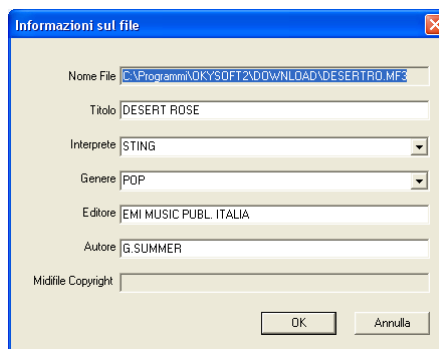 Informazioni sul file
Nome File C:\Programmi\OKYSOFT2\DOWNLOAD\DESERTRO.MF3
Titolo DESERT ROSE
Interprete STING
Genere POP
Editore EMI MUSIC PUBL. ITALIA
Autore G.SUMMER
Midifile Copyright
OK Annulla